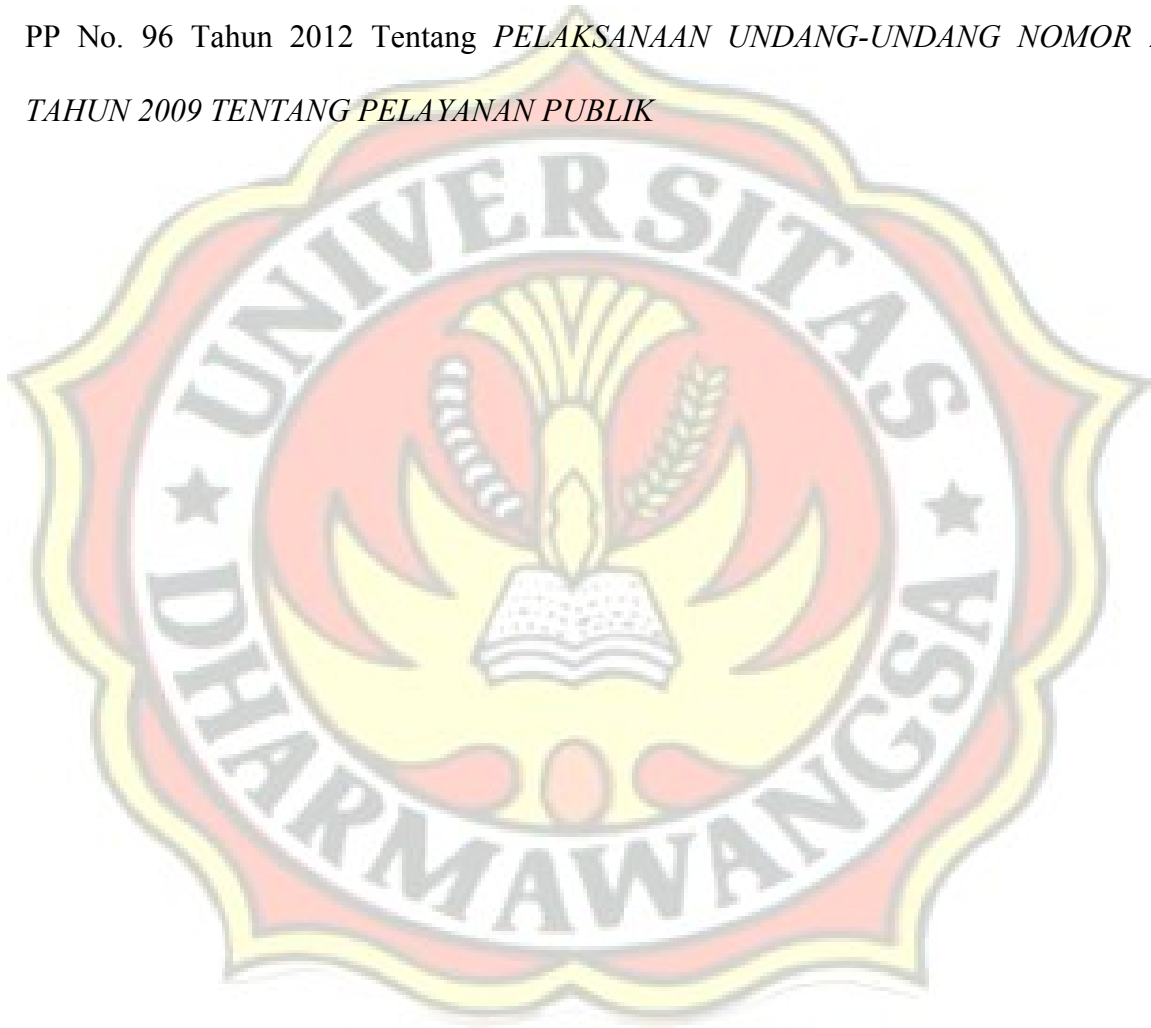 PP No. 96 Tahun 2012 Tentang PELAKSANAAN UNDANG-UNDANG NOMOR
TAHUN 2009 TENTANG PELAYANAN PUBLIK
UNIVERSITAS
DHARMAWANGSA